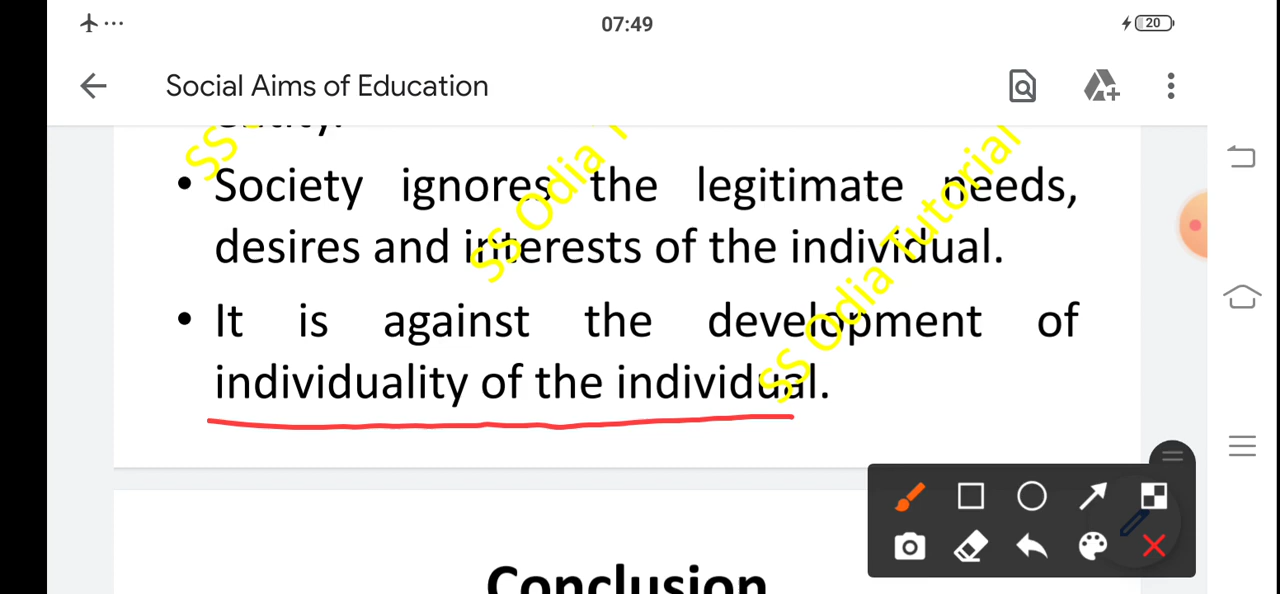 07:49
20
Social Aims of Education
entity.
• Society ignores the legitimate needs,
desires and interests of the individual.
• It is against the development of
individuality of the individual.
SS Odia Tutorial
SS Odia Tutorial
Conclusion